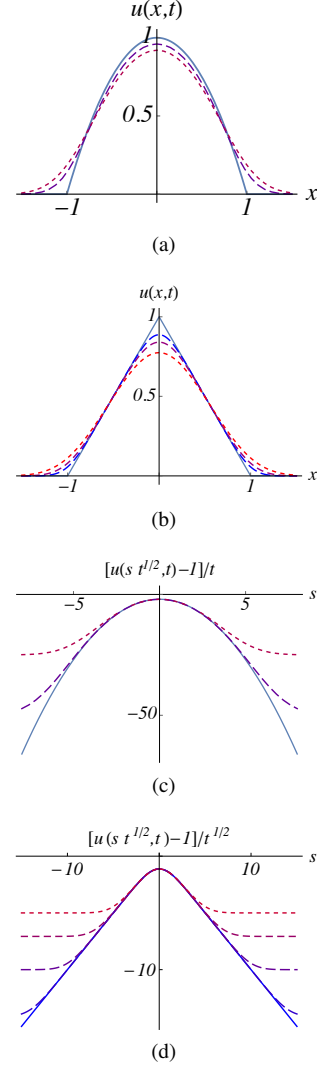 u(x,t)
1
0.5
−1 1 x
(a)
u(x,t)
1
0.5
−1 1 x
(b)
[u(s t^{1/2},t)−1]/t
−5 5 s
−50
(c)
[u(s t^{1/2},t)−1]/t^{1/2}
−10 10 s
−10
(d)